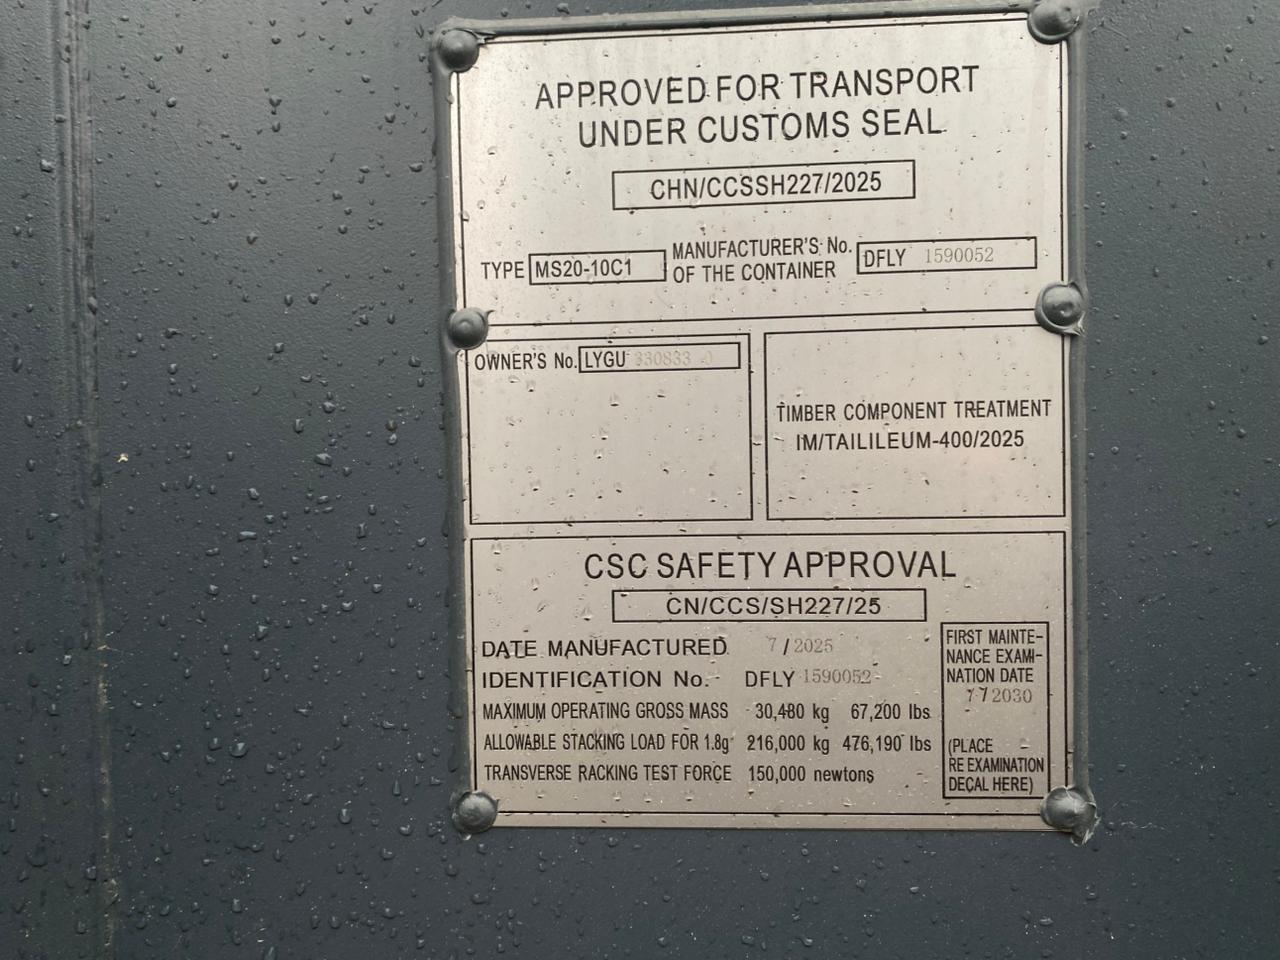 APPROVED FOR TRANSPORT
UNDER CUSTOMS SEAL
CHN/CCSSH227/2025
TYPE MS20-10C1 MANUFACTURER'S No. OF THE CONTAINER DFLY 1590052
OWNER'S No. LYGU 330833 0
TIMBER COMPONENT TREATMENT
IM/TAILILEUM-400/2025
CSC SAFETY APPROVAL
CN/CCS/SH227/25
DATE MANUFACTURED 7 / 2025
IDENTIFICATION No. DFLY 1590052
MAXIMUM OPERATING GROSS MASS 30,480 kg 67,200 lbs
ALLOWABLE STACKING LOAD FOR 1.8g 216,000 kg 476,190 lbs
TRANSVERSE RACKING TEST FORCE 150,000 newtons
FIRST MAINTE-
NANCE EXAMI-
NATION DATE
7 / 2030
(PLACE
RE EXAMINATION
DECAL HERE)